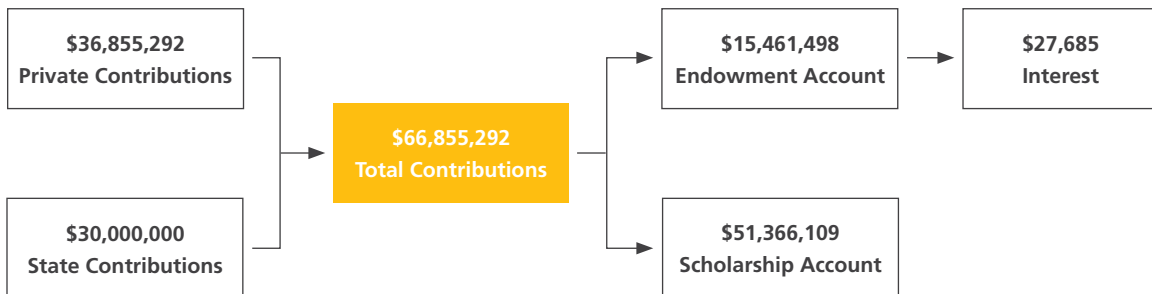 $36,855,292
Private Contributions
$30,000,000
State Contributions
$66,855,292
Total Contributions
$15,461,498
Endowment Account
$27,685
Interest
$51,366,109
Scholarship Account